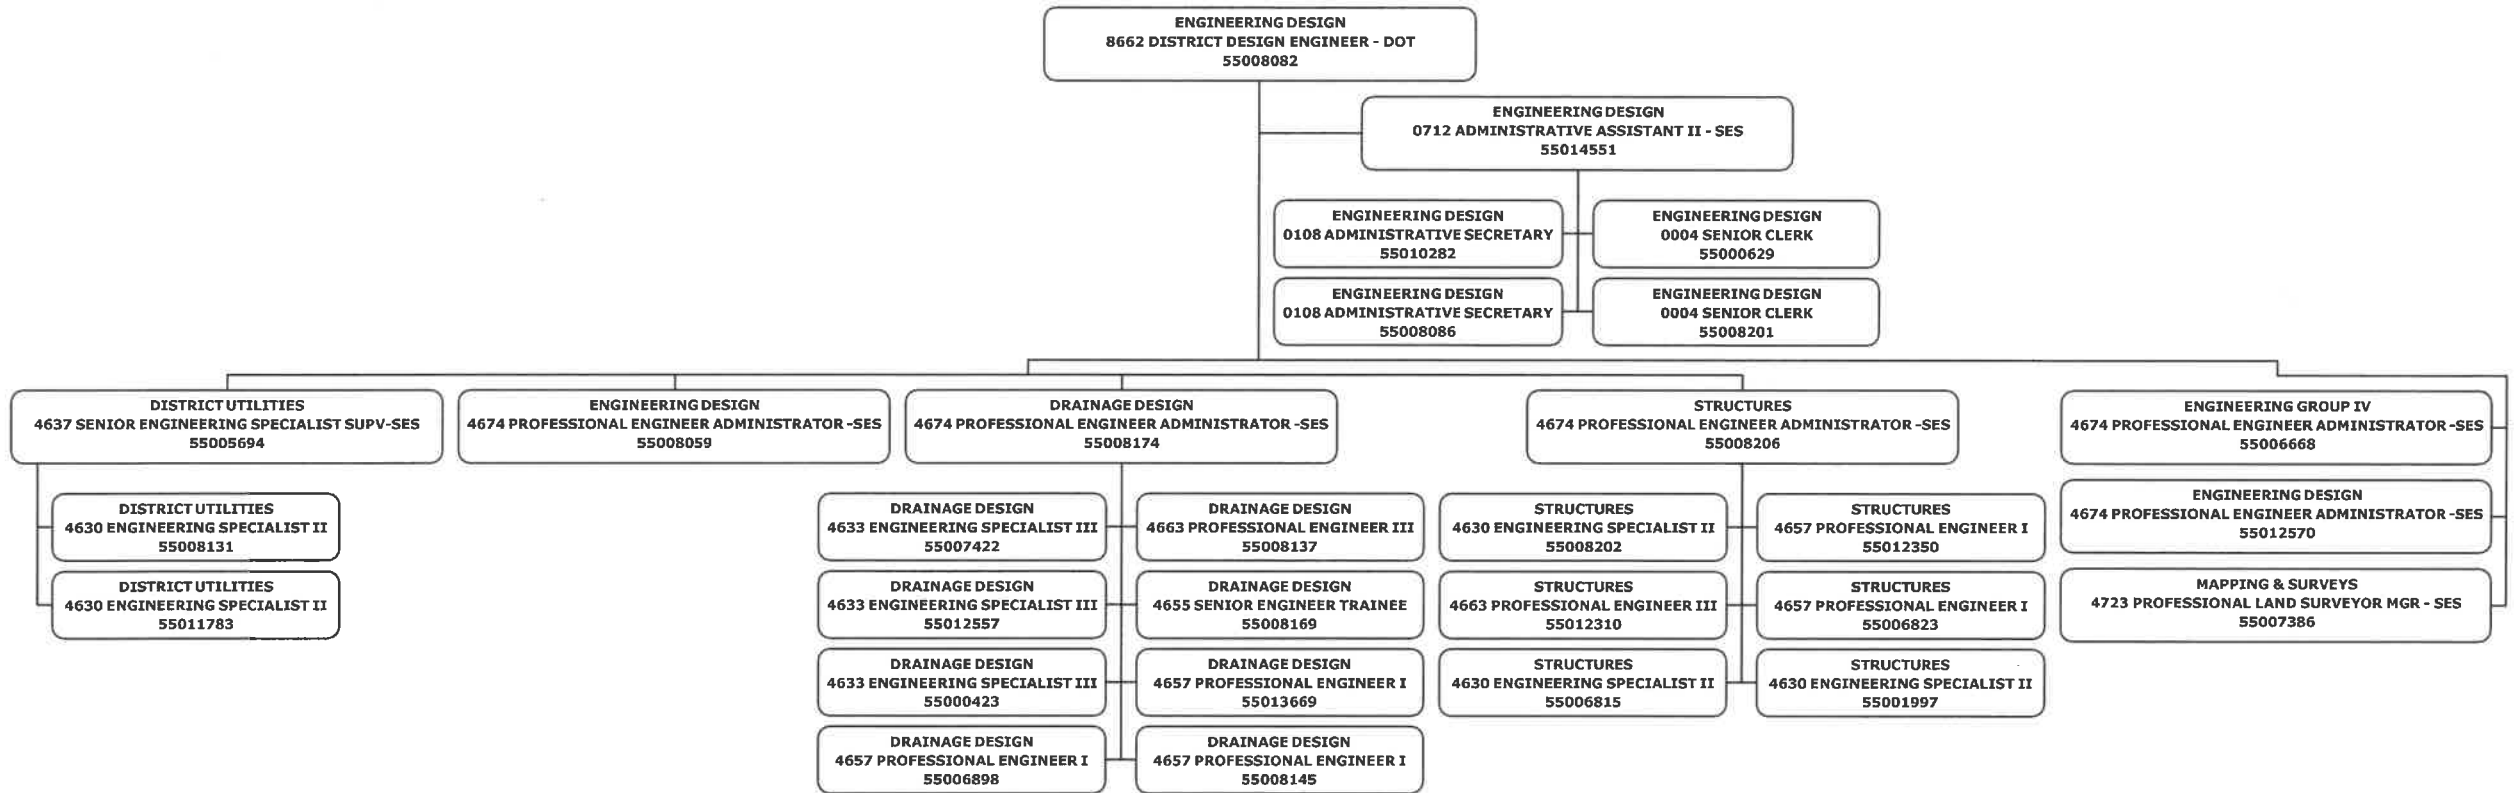 ENGINEERING DESIGN
8662 DISTRICT DESIGN ENGINEER - DOT
55008082
ENGINEERING DESIGN
0712 ADMINISTRATIVE ASSISTANT II - SES
55014551
ENGINEERING DESIGN
0108 ADMINISTRATIVE SECRETARY
55010282
ENGINEERING DESIGN
0004 SENIOR CLERK
55000629
ENGINEERING DESIGN
0108 ADMINISTRATIVE SECRETARY
55008086
ENGINEERING DESIGN
0004 SENIOR CLERK
55008201
DISTRICT UTILITIES
4637 SENIOR ENGINEERING SPECIALIST SUPV-SES
55005694
ENGINEERING DESIGN
4674 PROFESSIONAL ENGINEER ADMINISTRATOR -SES
55008059
DRAINAGE DESIGN
4674 PROFESSIONAL ENGINEER ADMINISTRATOR -SES
55008174
STRUCTURES
4674 PROFESSIONAL ENGINEER ADMINISTRATOR -SES
55008206
ENGINEERING GROUP IV
4674 PROFESSIONAL ENGINEER ADMINISTRATOR -SES
55006668
DISTRICT UTILITIES
4630 ENGINEERING SPECIALIST II
55008131
DISTRICT UTILITIES
4630 ENGINEERING SPECIALIST II
55011783
DRAINAGE DESIGN
4633 ENGINEERING SPECIALIST III
55007422
DRAINAGE DESIGN
4663 PROFESSIONAL ENGINEER III
55008137
DRAINAGE DESIGN
4633 ENGINEERING SPECIALIST III
55012557
DRAINAGE DESIGN
4655 SENIOR ENGINEER TRAINEE
55008169
DRAINAGE DESIGN
4633 ENGINEERING SPECIALIST III
55000423
DRAINAGE DESIGN
4657 PROFESSIONAL ENGINEER I
55013669
DRAINAGE DESIGN
4657 PROFESSIONAL ENGINEER I
55006898
DRAINAGE DESIGN
4657 PROFESSIONAL ENGINEER I
55008145
STRUCTURES
4630 ENGINEERING SPECIALIST II
55008202
STRUCTURES
4657 PROFESSIONAL ENGINEER I
55012350
STRUCTURES
4663 PROFESSIONAL ENGINEER III
55012310
STRUCTURES
4657 PROFESSIONAL ENGINEER I
55006823
STRUCTURES
4630 ENGINEERING SPECIALIST II
55006815
STRUCTURES
4630 ENGINEERING SPECIALIST II
55001997
ENGINEERING DESIGN
4674 PROFESSIONAL ENGINEER ADMINISTRATOR -SES
55012570
MAPPING & SURVEYS
4723 PROFESSIONAL LAND SURVEYOR MGR - SES
55007386